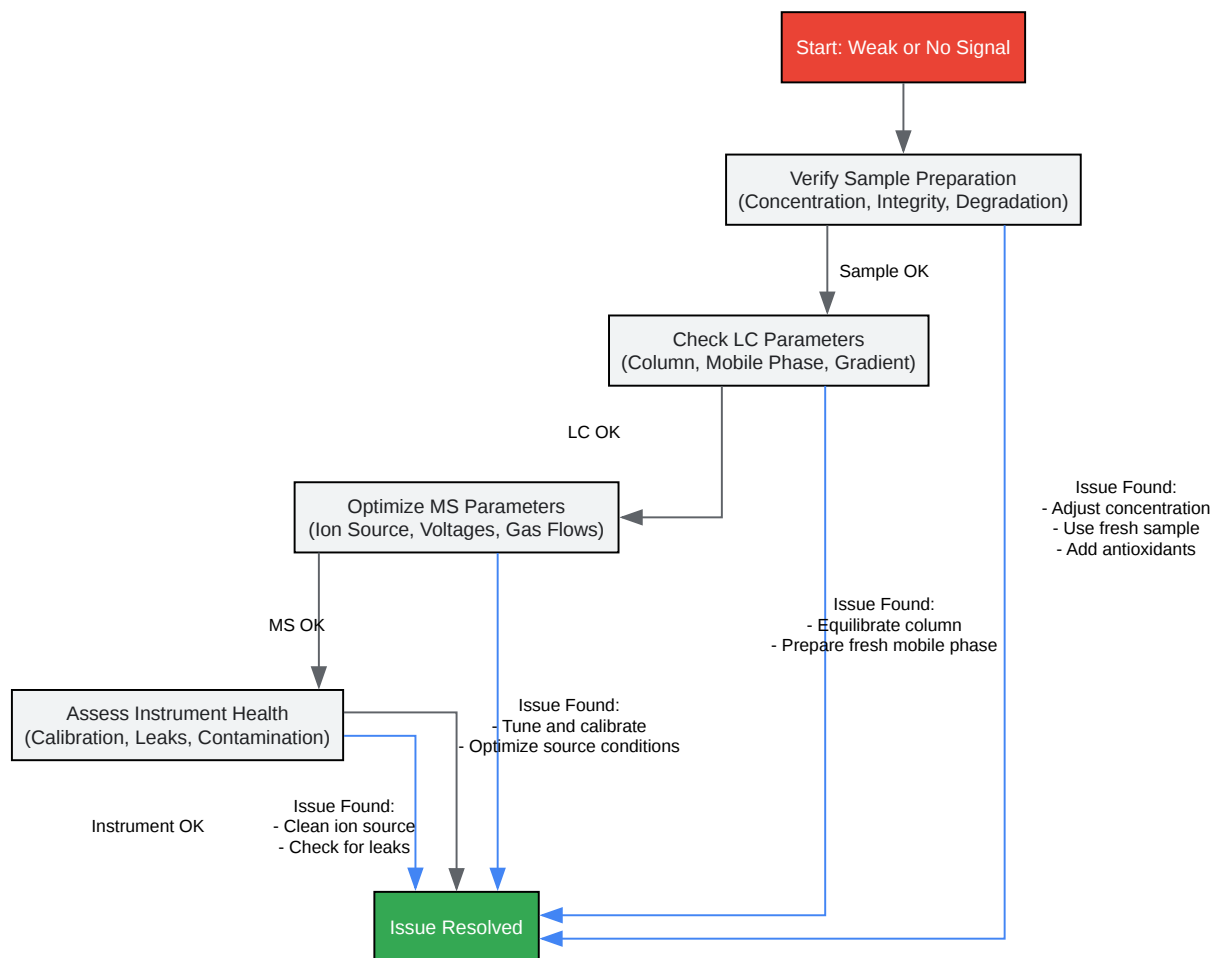 Start: Weak or No Signal
Verify Sample Preparation
(Concentration, Integrity, Degradation)
Sample OK
Check LC Parameters
(Column, Mobile Phase, Gradient)
LC OK
Issue Found:
- Adjust concentration
- Use fresh sample
- Add antioxidants
Optimize MS Parameters
(Ion Source, Voltages, Gas Flows)
Issue Found:
- Equilibrate column
- Prepare fresh mobile phase
MS OK
Assess Instrument Health
(Calibration, Leaks, Contamination)
Issue Found:
- Tune and calibrate
- Optimize source conditions
Instrument OK
Issue Found:
- Clean ion source
- Check for leaks
Issue Resolved